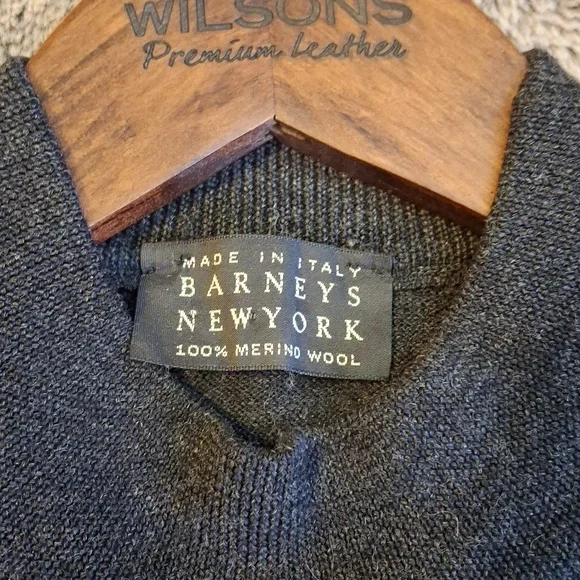 WILSONS
Premium Leather
MADE IN ITALY
BARNEYS
NEWYORK
100% MERINO WOOL